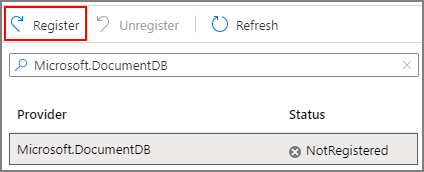 Register Unregister Refresh
Microsoft.DocumentDB
Provider Status
Microsoft.DocumentDB NotRegistered